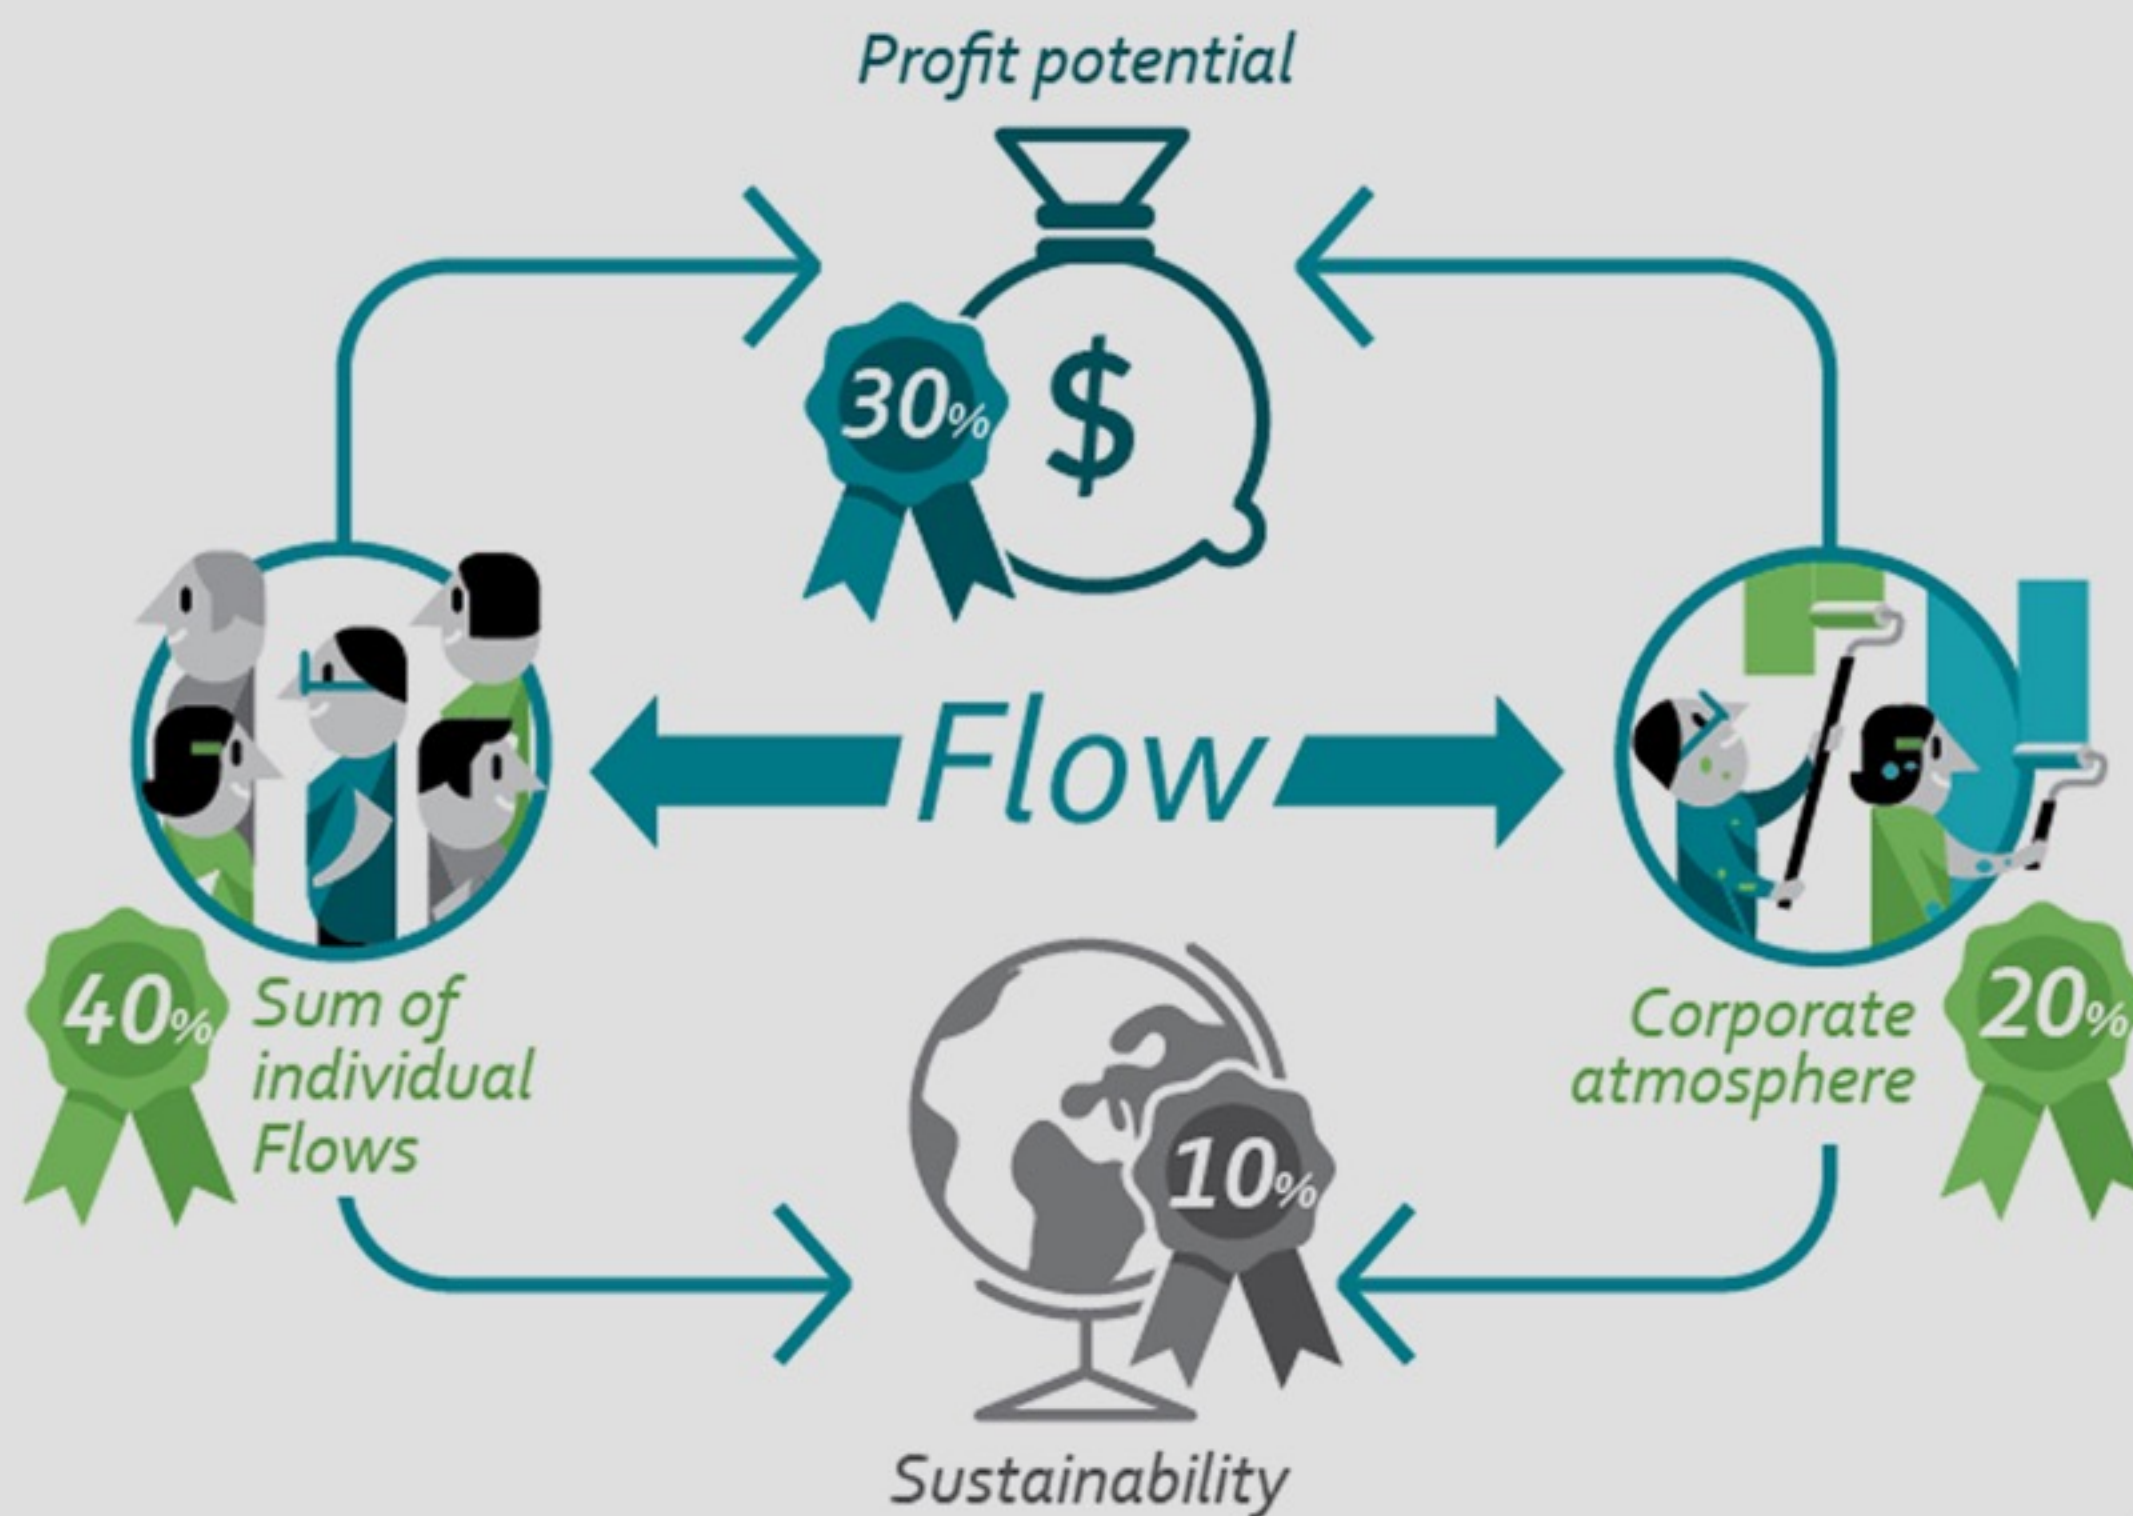 Profit potential
30%
$
Flow
40%
Sum of
individual
Flows
Corporate
atmosphere
20%
10%
Sustainability